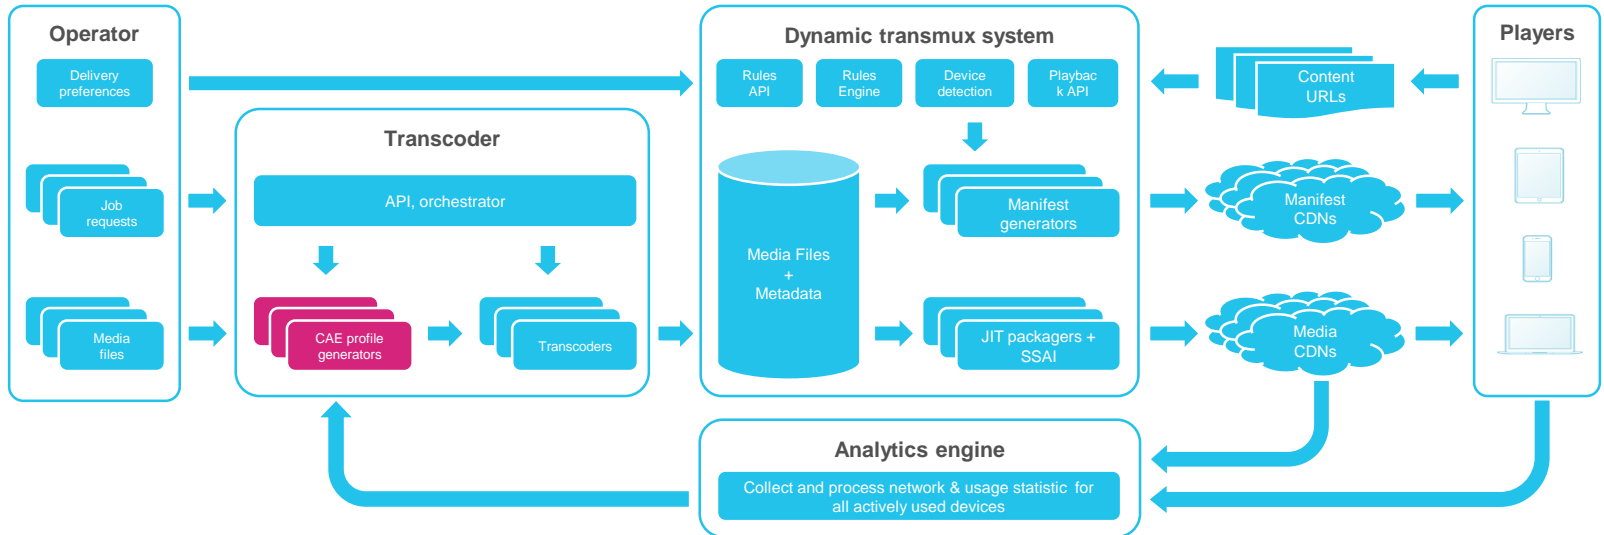 Operator
Delivery
preferences
Job
requests
Media
files
Transcoder
API, orchestrator
CAE profile
generators
Transcoders
Dynamic transmux system
Rules
API
Rules
Engine
Device
detection
Playbac
k API
Media Files
+
Metadata
Manifest
generators
JIT packagers +
SSAI
Content
URLs
Manifest
CDNs
Media
CDNs
Players
Analytics engine
Collect and process network & usage statistic for
all actively used devices